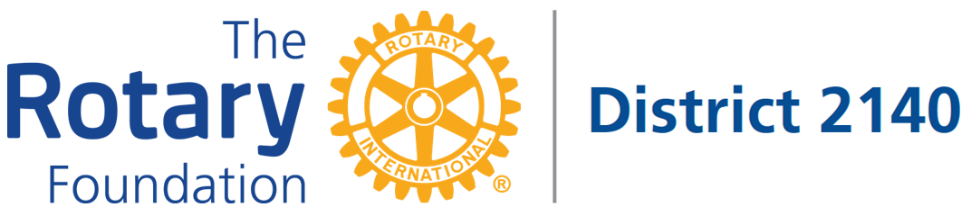 The
Rotary
Foundation
ROTARY
INTERNATIONAL
®
District 2140